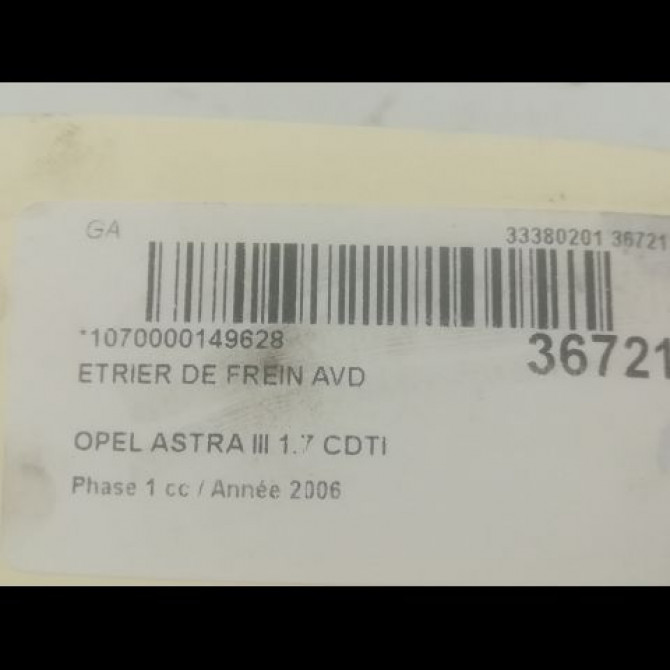 GA 33380201 36721
*1070000149628
36721
ETRIER DE FREIN AVD
OPEL ASTRA III 1.7 CDTI
Phase 1 cc / Année 2006